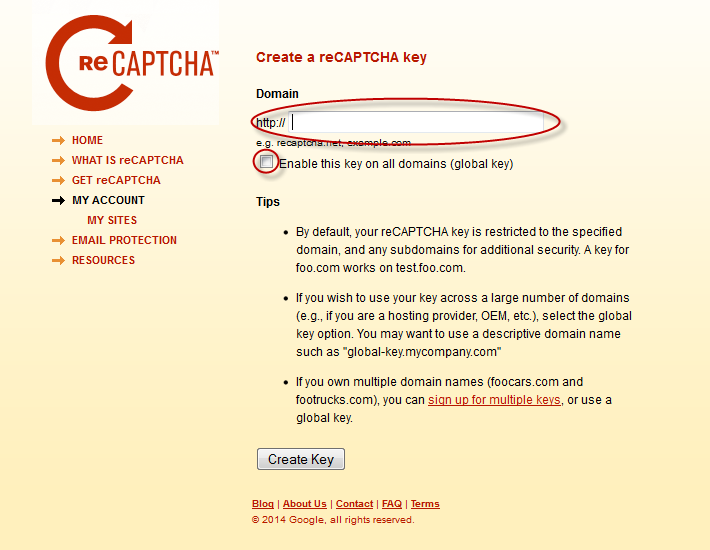 reCAPTCHA™
HOME
WHAT IS reCAPTCHA
GET reCAPTCHA
MY ACCOUNT
MY SITES
EMAIL PROTECTION
RESOURCES
Create a reCAPTCHA key
Domain
http://
e.g. recaptcha.net, example.com
Enable this key on all domains (global key)
Tips
By default, your reCAPTCHA key is restricted to the specified
domain, and any subdomains for additional security. A key for
foo.com works on test.foo.com.
If you wish to use your key across a large number of domains
(e.g., if you are a hosting provider, OEM, etc.), select the global
key option. You may want to use a descriptive domain name
such as "global-key.mycompany.com"
If you own multiple domain names (foocars.com and
footrucks.com), you can sign up for multiple keys, or use a
global key.
Create Key
Blog | About Us | Contact | FAQ | Terms
© 2014 Google, all rights reserved.